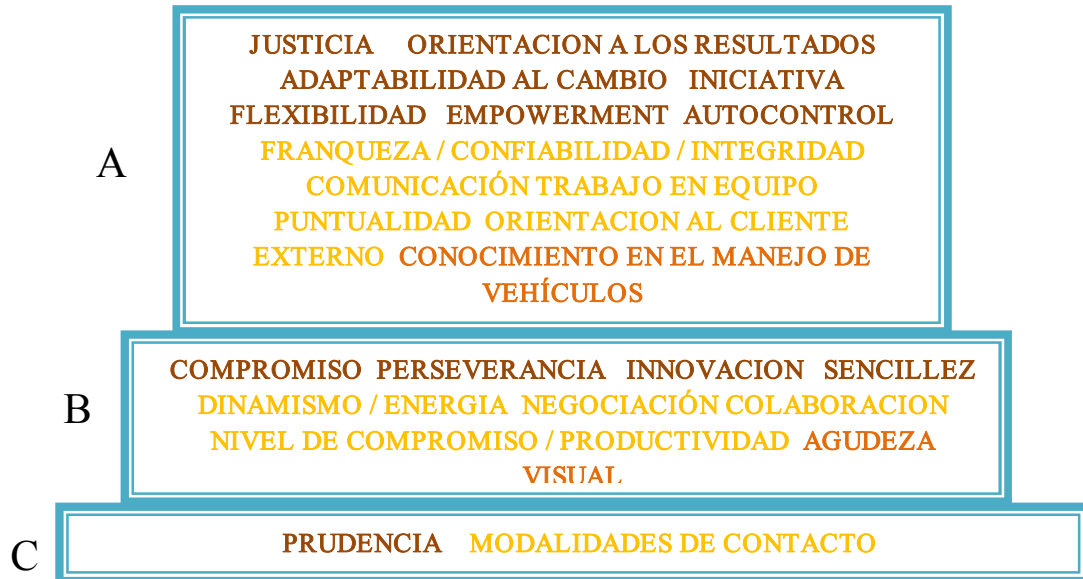 JUSTICIA ORIENTACION A LOS RESULTADOS
ADAPTABILIDAD AL CAMBIO INICIATIVA
FLEXIBILIDAD EMPOWERMENT AUTOCONTROL
A
FRANQUEZA / CONFIABILIDAD / INTEGRIDAD
COMUNICACIÓN TRABAJO EN EQUIPO
PUNTUALIDAD ORIENTACION AL CLIENTE
EXTERNO CONOCIMIENTO EN EL MANEJO DE
VEHÍCULOS
COMPROMISO PERSEVERANCIA INNOVACION SENCILLEZ
B
DINAMISMO / ENERGIA NEGOCIACIÓN COLABORACION
NIVEL DE COMPROMISO / PRODUCTIVIDAD AGUDEZA
VISUAL
C
PRUDENCIA MODALIDADES DE CONTACTO